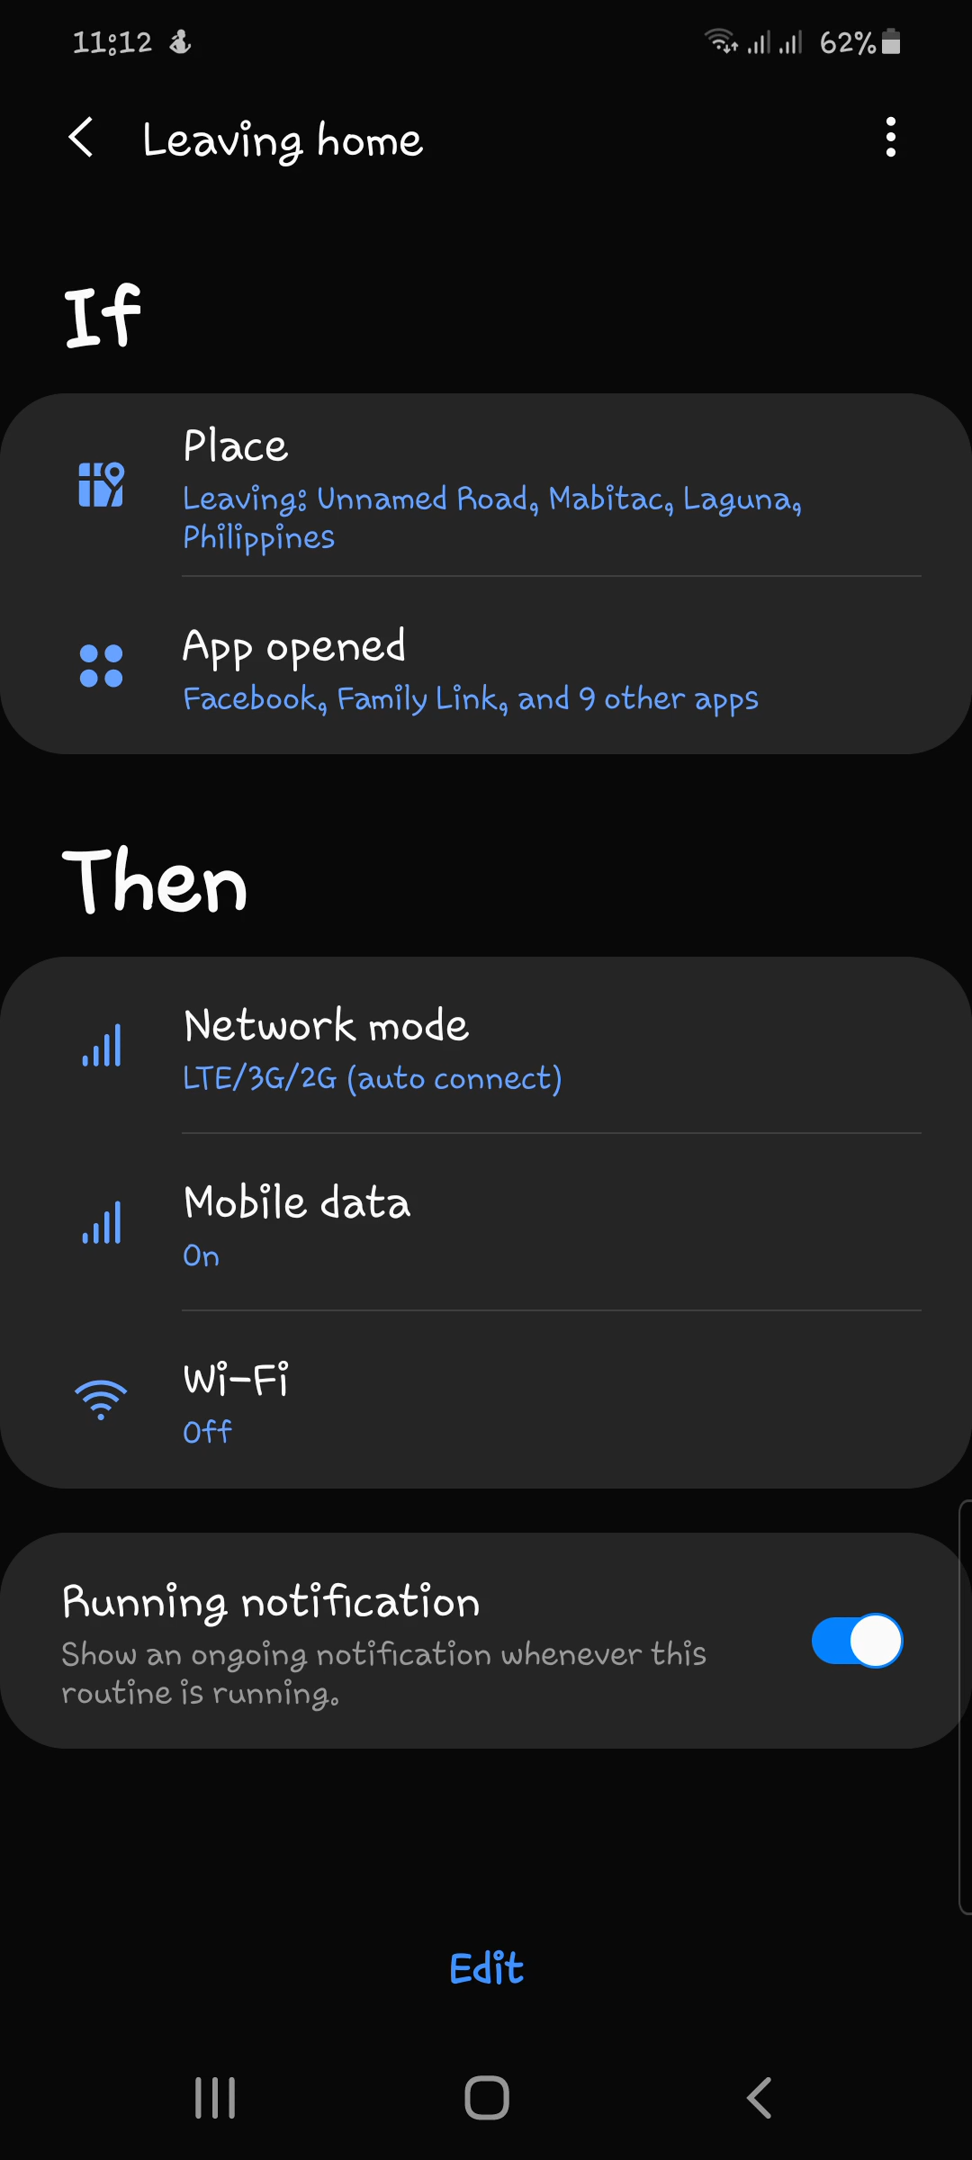 11:12
62%
Leaving home
If
Place
Leaving: Unnamed Road, Mabitac, Laguna,
Philippines
App opened
Facebook, Family Link, and 9 other apps
Then
Network mode
LTE/3G/2G (auto connect)
Mobile data
On
Wi-Fi
Off
Running notification
Show an ongoing notification whenever this
routine is running.
Edit